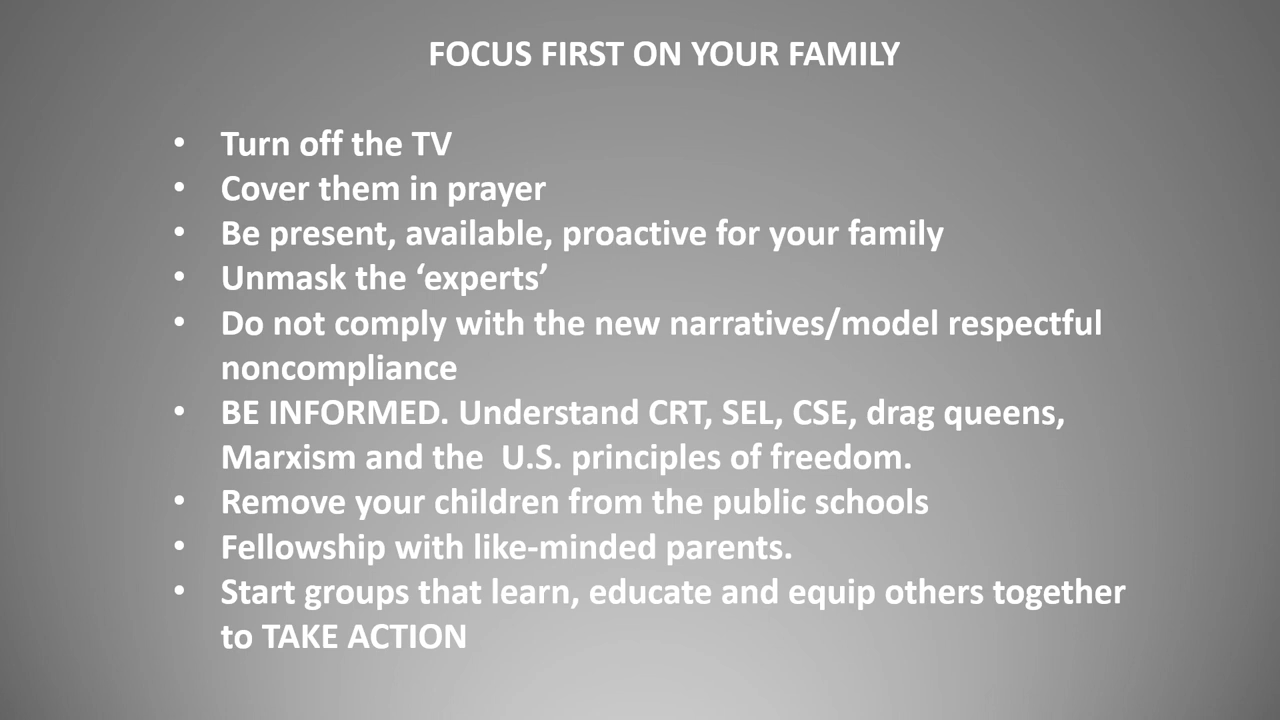 FOCUS FIRST ON YOUR FAMILY
• Turn off the TV
• Cover them in prayer
• Be present, available, proactive for your family
• Unmask the ‘experts’
• Do not comply with the new narratives/model respectful
noncompliance
• BE INFORMED. Understand CRT, SEL, CSE, drag queens,
Marxism and the  U.S. principles of freedom.
• Remove your children from the public schools
• Fellowship with like-minded parents.
• Start groups that learn, educate and equip others together
to TAKE ACTION